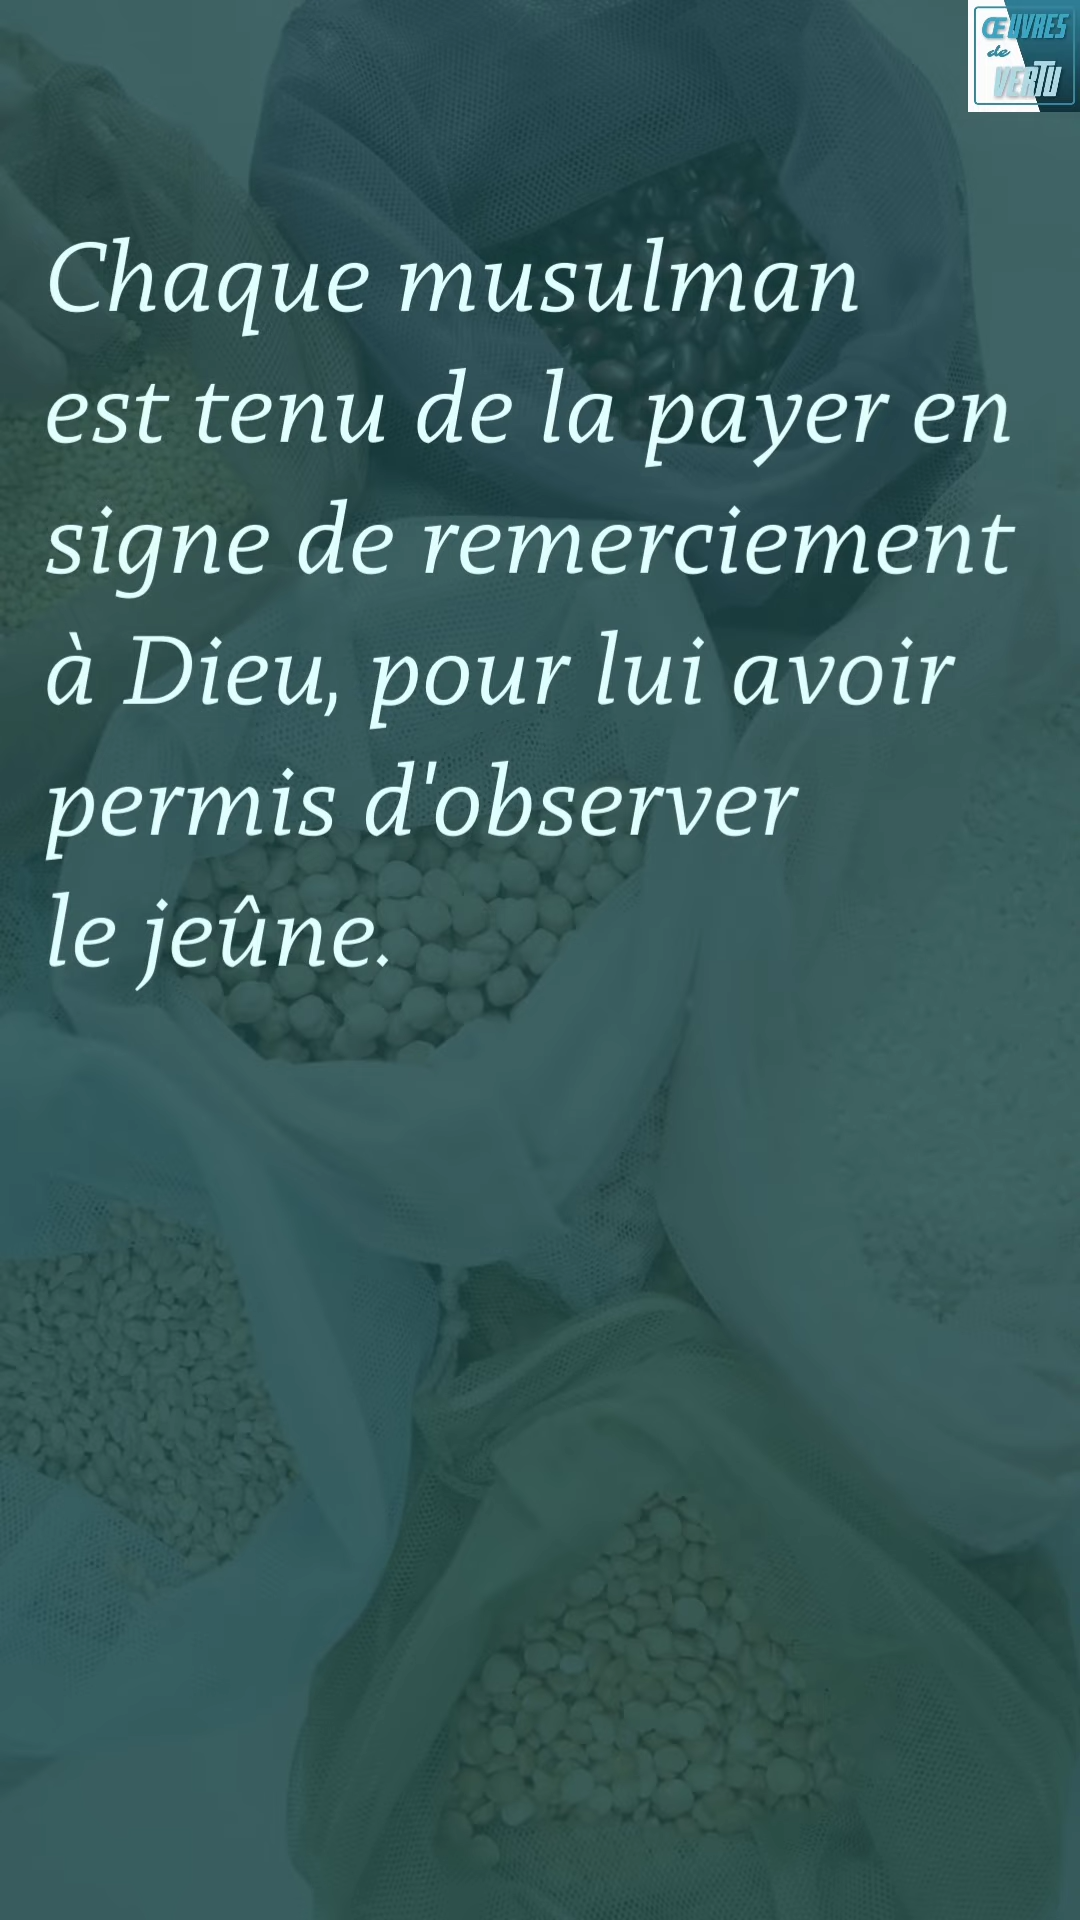 ŒUVRES
de
VERTU
Chaque musulman
est tenu de la payer en
signe de remerciement
à Dieu, pour lui avoir
permis d'observer
le jeûne.